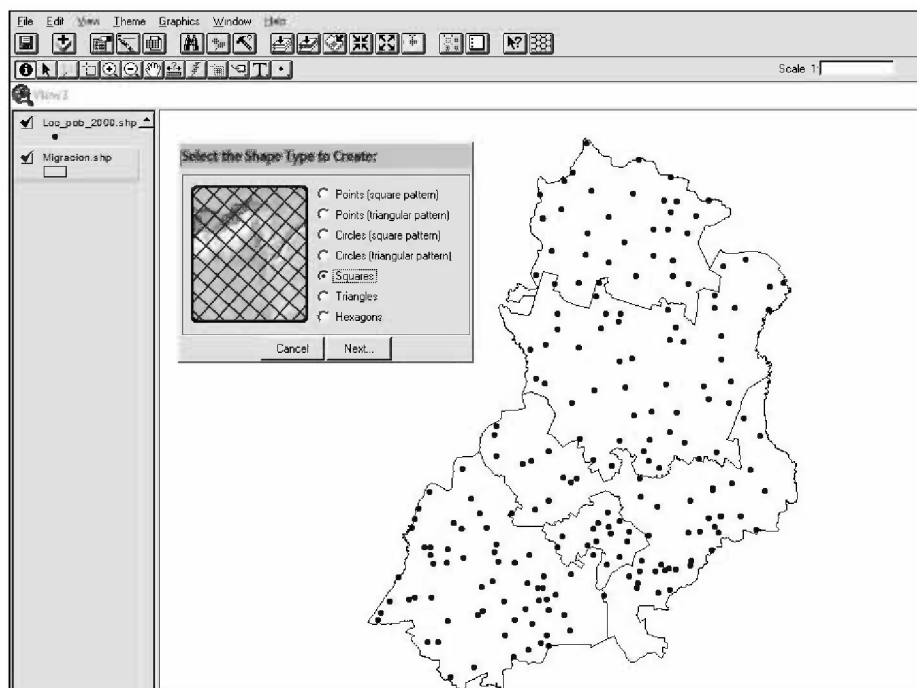 File Edit View Theme Graphics Window Help
Scale 1:
View3
Loc_pob_2000.shp
Migracion.shp
Select the Shape Type to Create:
Points (square pattern)
Points (triangular pattern)
Circles (square pattern)
Circles (triangular pattern(
Squares
Triangles
Hexagons
Cancel Next...